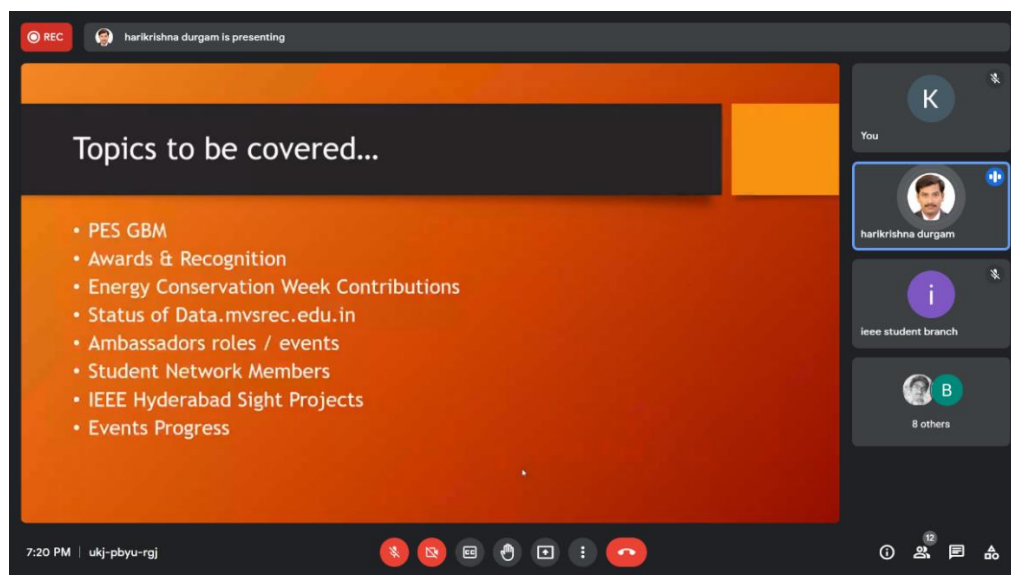 REC
harikrishna durgam is presenting
Topics to be covered...
• PES GBM
• Awards & Recognition
• Energy Conservation Week Contributions
• Status of Data.mvsrec.edu.in
• Ambassadors roles / events
• Student Network Members
• IEEE Hyderabad Sight Projects
• Events Progress
K
You
harikrishna durgam
i
ieee student branch
B
8 others
7:20 PM | ukj-pbyu-rgj
CC
12